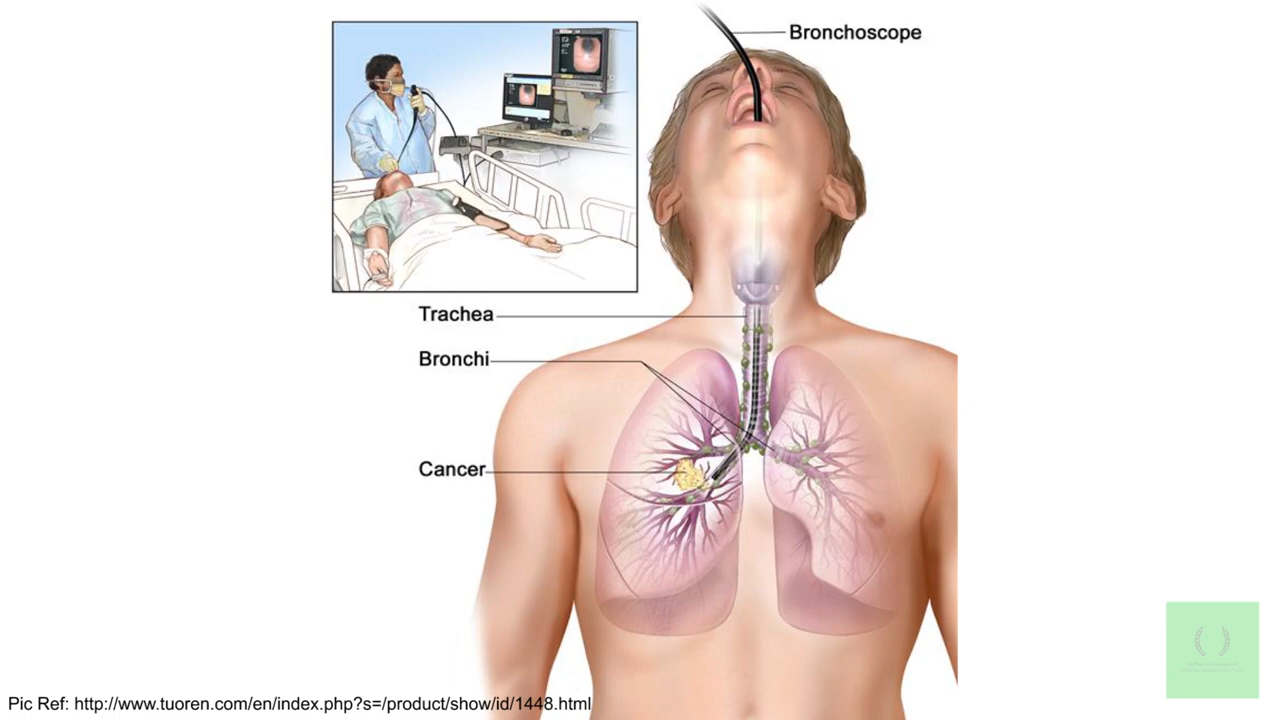 Bronchoscope
Trachea
Bronchi
Cancer
Pic Ref: http://www.tuoren.com/en/index.php?s=/product/show/id/1448.html